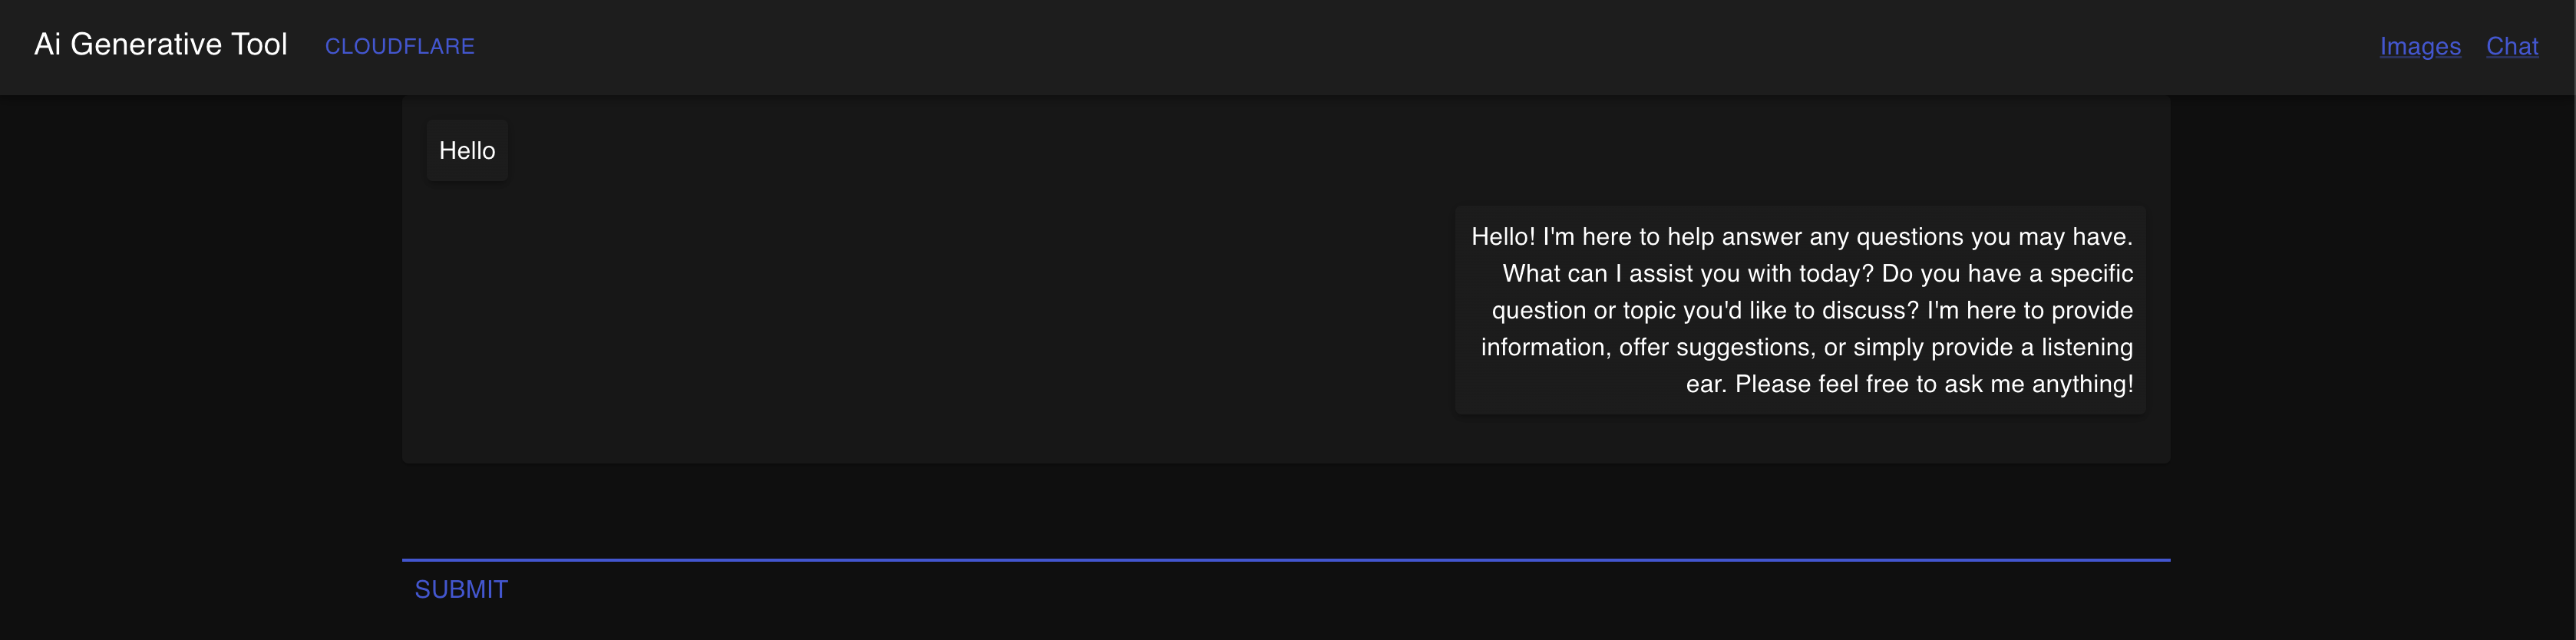 Ai Generative Tool CLOUDFLARE Images Chat
Hello
Hello! I'm here to help answer any questions you may have.
What can I assist you with today? Do you have a specific
question or topic you'd like to discuss? I'm here to provide
information, offer suggestions, or simply provide a listening
ear. Please feel free to ask me anything!
SUBMIT